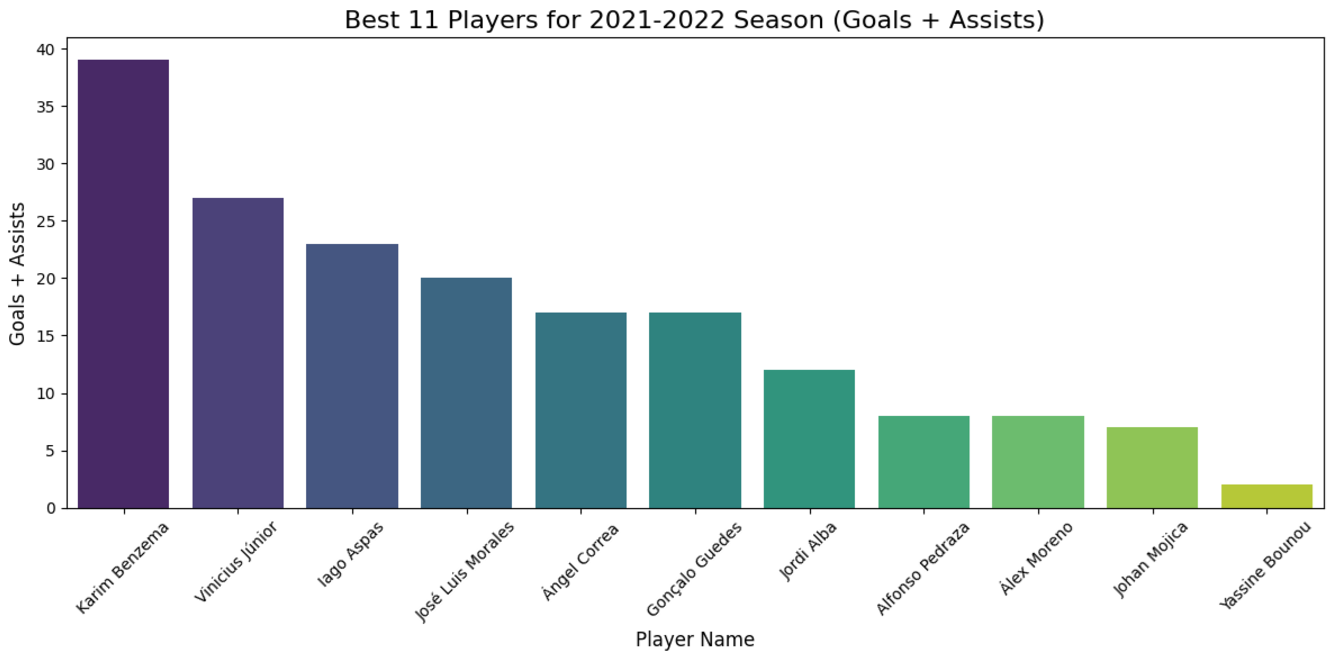 Best 11 Players for 2021-2022 Season (Goals + Assists)
Goals + Assists
40
35
30
25
20
15
10
5
0
Karim Benzema
Vinicius Júnior
Iago Aspas
José Luis Morales
Ángel Correa
Gonçalo Guedes
Jordi Alba
Alfonso Pedraza
Álex Moreno
Johan Mojica
Yassine Bounou
Player Name